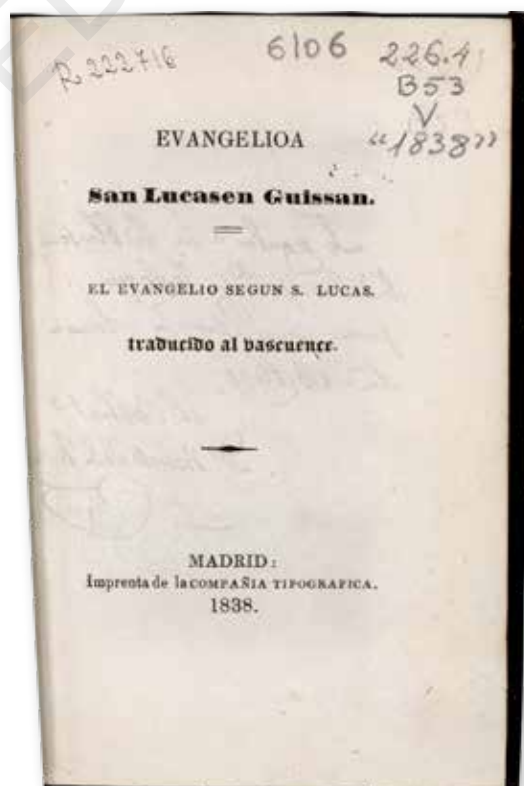 R. 222716
6106
226.4
B53
V
"1838"
EVANGELIOA
San Lucasen Guissan.
EL EVANGELIO SEGUN S. LUCAS.
traducido al vascuence.
MADRID:
Imprenta de la COMPAÑIA TIPOGRAFICA.
1838.